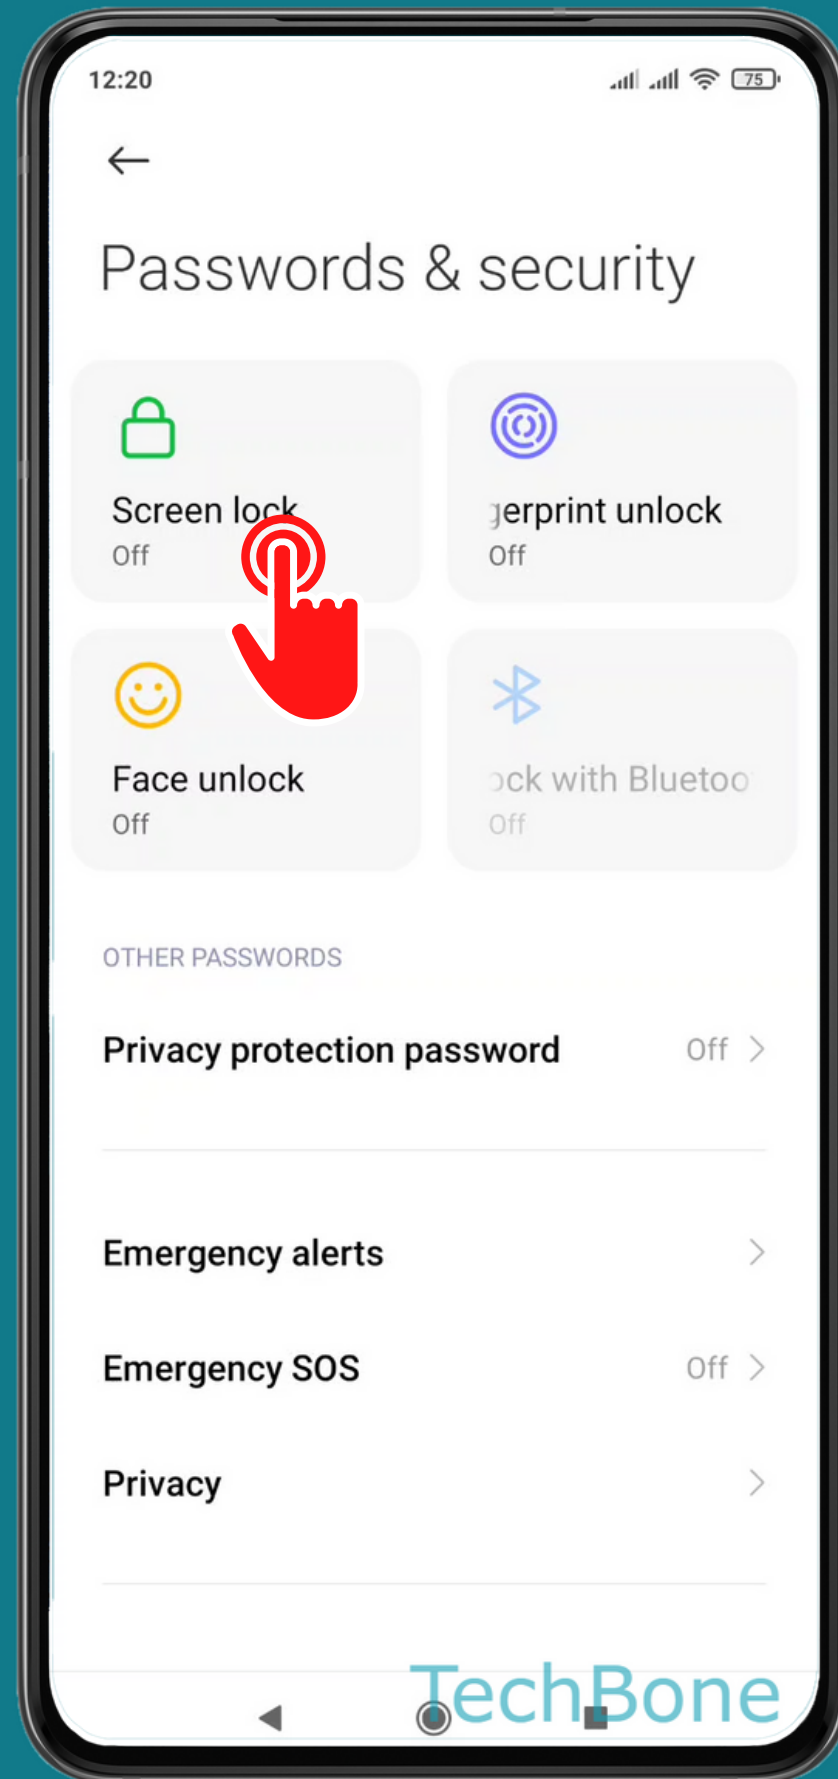 12:20
75
Passwords & security
Screen lock
Off
gerprint unlock
Off
Face unlock
Off
ock with Bluetoo
Off
OTHER PASSWORDS
Privacy protection password
Off
Emergency alerts
Emergency SOS
Off
Privacy
TechBone